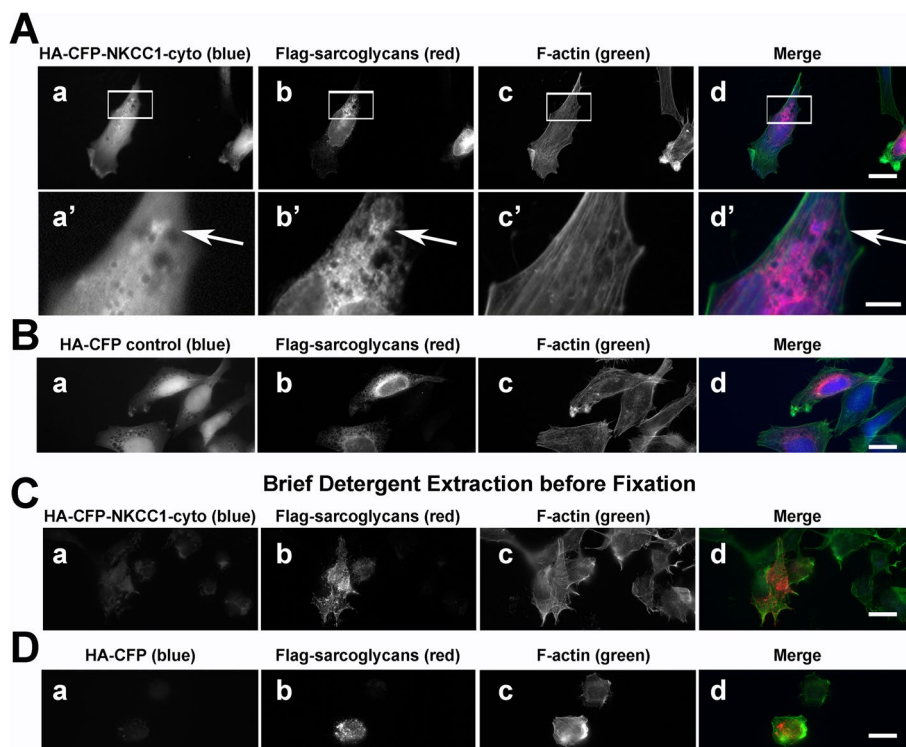 A
HA-CFP-NKCC1-cyto (blue) Flag-sarcoglycans (red) F-actin (green) Merge
a b c d
a’ b’ c’ d’
B
HA-CFP control (blue) Flag-sarcoglycans (red) F-actin (green) Merge
a b c d
Brief Detergent Extraction before Fixation
C
HA-CFP-NKCC1-cyto (blue) Flag-sarcoglycans (red) F-actin (green) Merge
a b c d
D
HA-CFP (blue) Flag-sarcoglycans (red) F-actin (green) Merge
a b c d